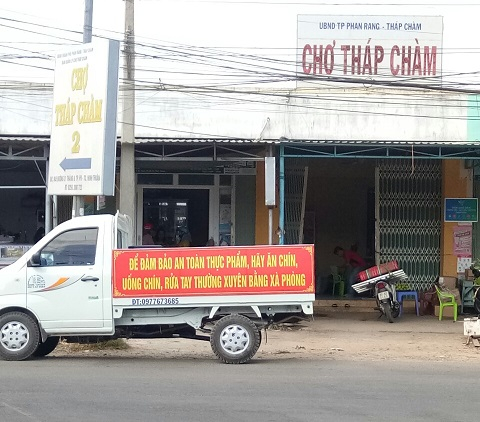 UBND TP PHAN RANG - THÁP CHÀM
CHỢ THÁP CHÀM
CHỢ
THÁP CHÀM
2
ĐỂ ĐẢM BẢO AN TOÀN THỰC PHẨM, HÃY ĂN CHÍN,
UỐNG CHÍN, RỬA TAY THƯỜNG XUYÊN BẰNG XÀ PHÒNG
ĐT:0977673685